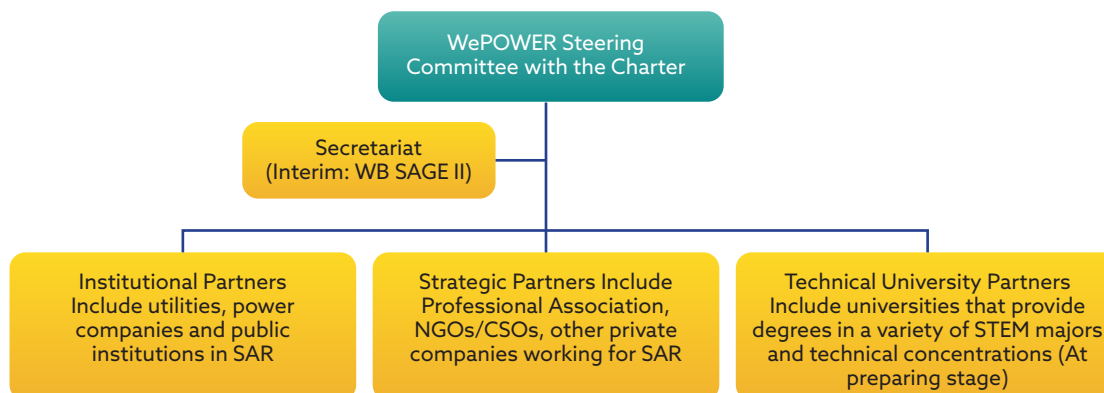 WePOWER Steering
Committee with the Charter
Secretariat
(Interim: WB SAGE II)
Institutional Partners
Include utilities, power
companies and public
institutions in SAR
Strategic Partners Include
Professional Association,
NGOs/CSOs, other private
companies working for SAR
Technical University Partners
Include universities that provide
degrees in a variety of STEM majors
and technical concentrations (At
preparing stage)